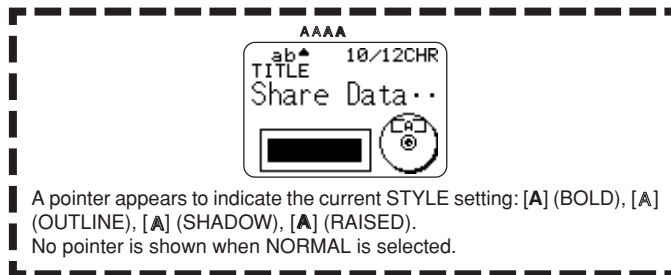 AAAA
ab 10/12CHR
TITLE
Share Data··
A
A pointer appears to indicate the current STYLE setting: [A] (BOLD), [A]
(OUTLINE), [A] (SHADOW), [A] (RAISED).
No pointer is shown when NORMAL is selected.